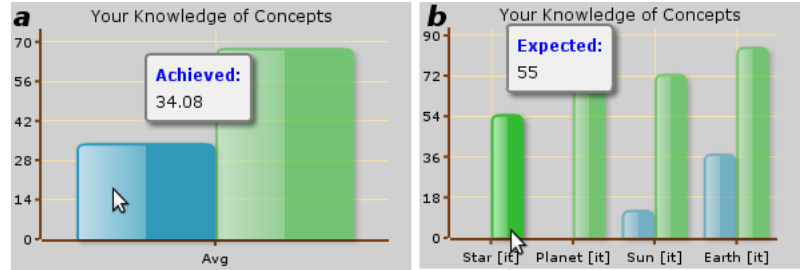 a
Your Knowledge of Concepts
70
56
42
28
14
0
Achieved:
34.08
Avg
b
Your Knowledge of Concepts
90
72
54
36
18
0
Expected:
55
Star [it]
Planet [it]
Sun [it]
Earth [it]